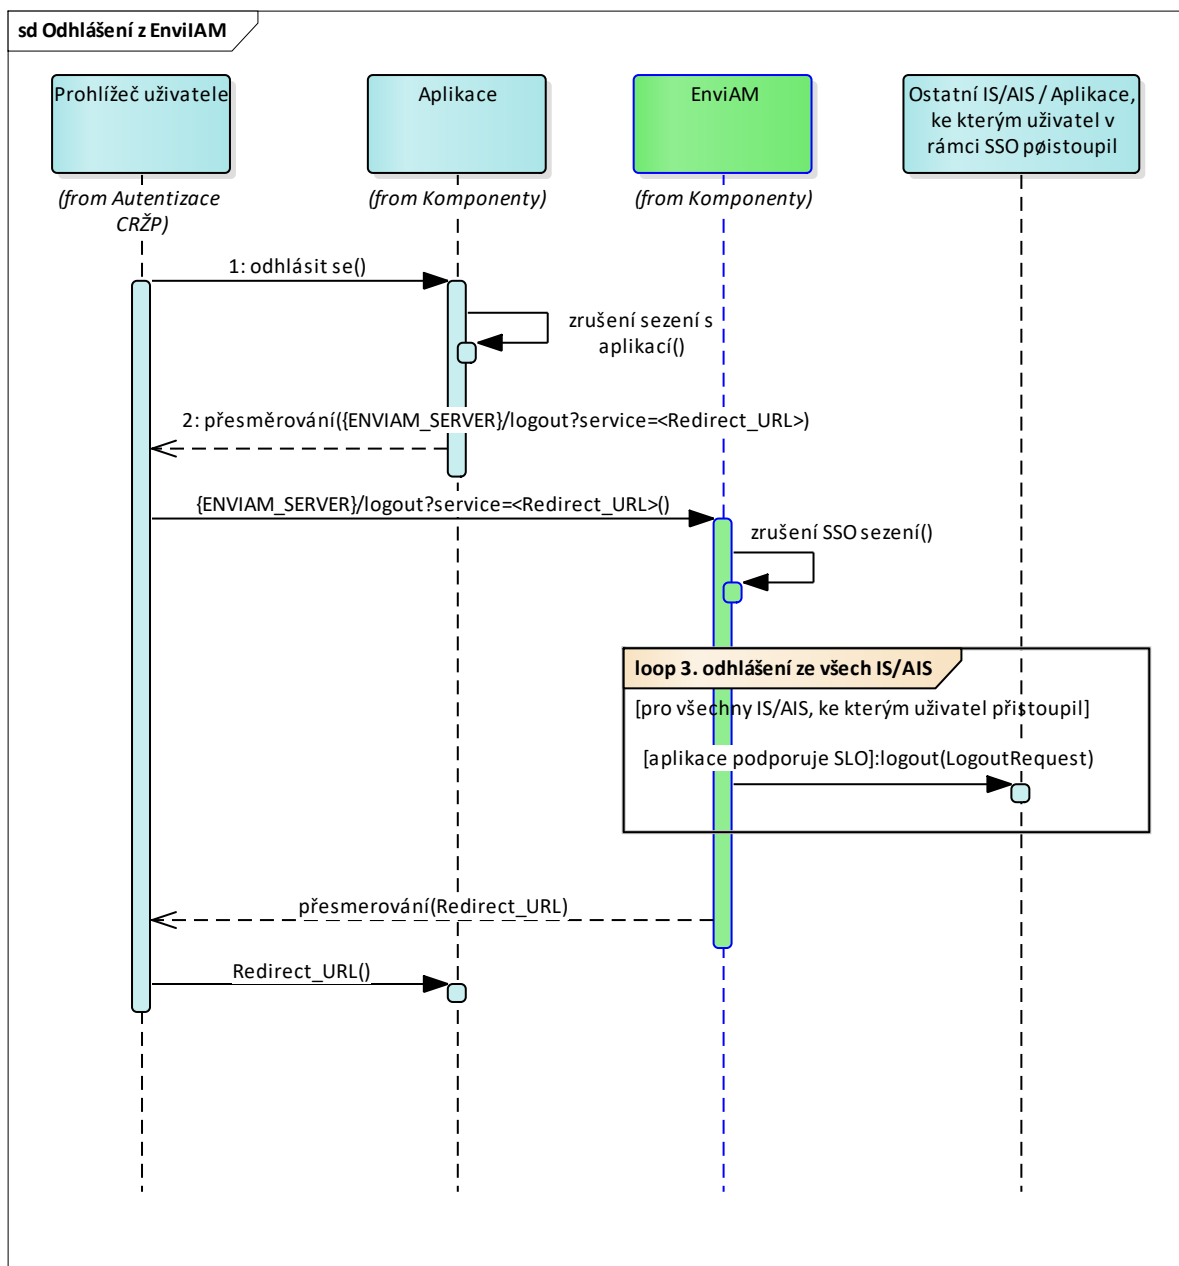 sd Odhlášení z EnviIAM
Prohlížeč uživatele
Aplikace
EnviAM
Ostatní IS/AIS / Aplikace,
ke kterým uživatel v
rámci SSO pøistoupil
(from Autentizace
CRŽP)
(from Komponenty)
(from Komponenty)
1: odhlásit se()
zrušení sezení s
aplikací()
2: přesměrování({ENVIAM_SERVER}/logout?service=<Redirect_URL>)
{ENVIAM_SERVER}/logout?service=<Redirect_URL>()
zrušení SSO sezení()
loop 3. odhlášení ze všech IS/AIS
[pro všechny IS/AIS, ke kterým uživatel přistoupil]
[aplikace podporuje SLO]:logout(LogoutRequest)
přesmerování(Redirect_URL)
Redirect_URL()